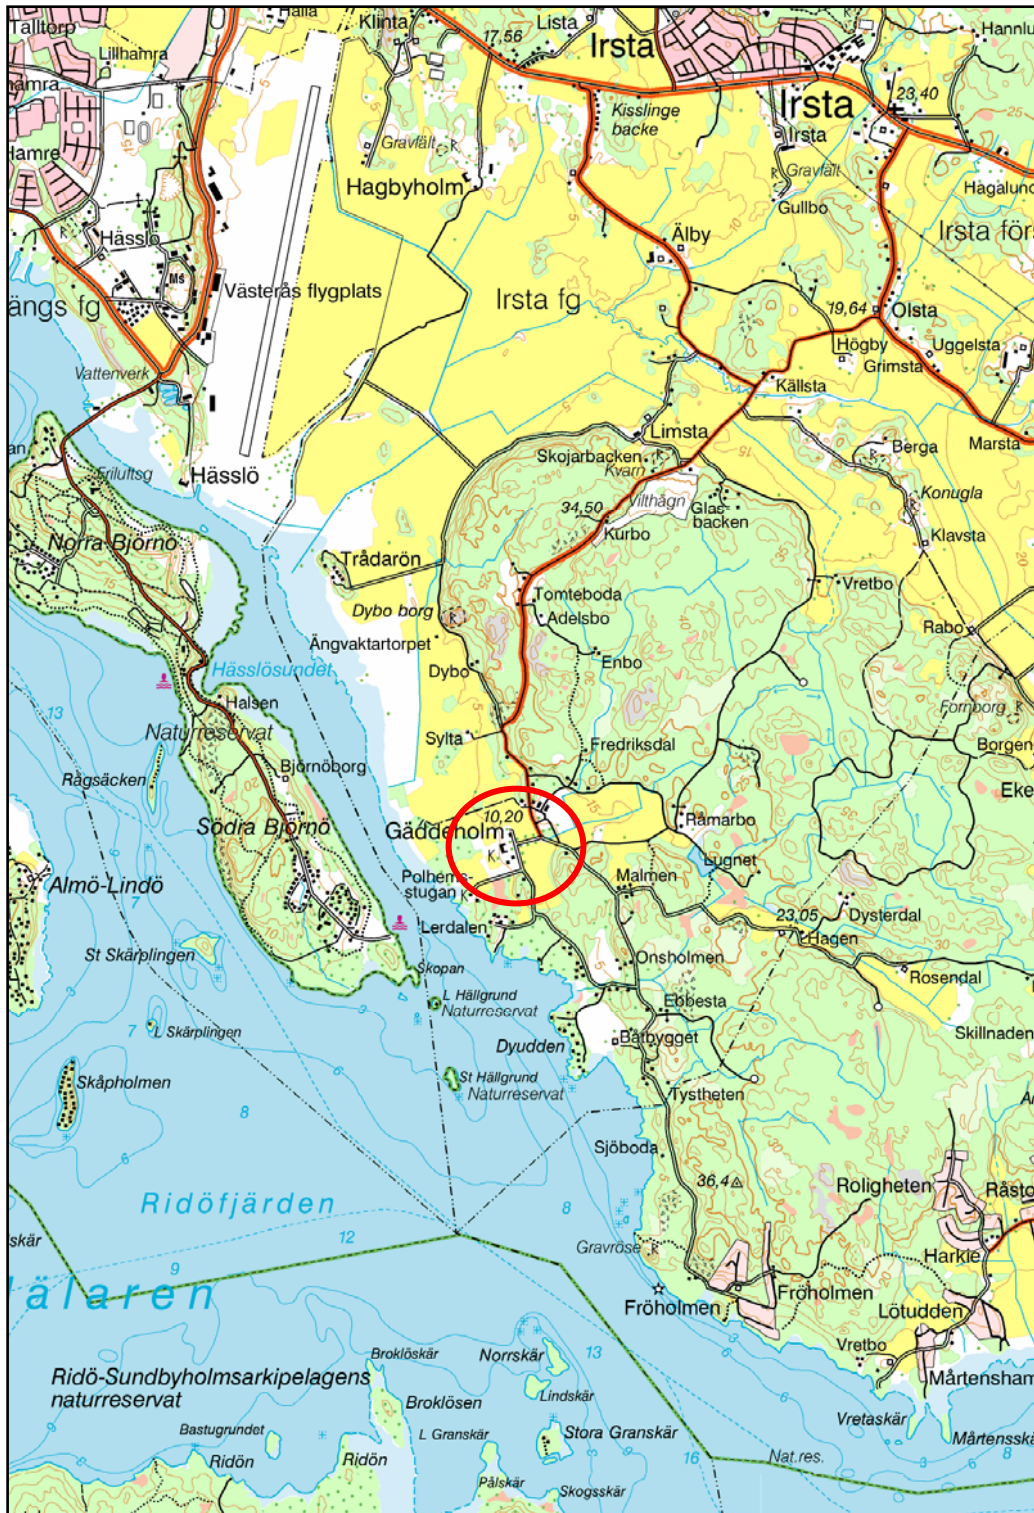 Talltorp
Klinta
Lista
Hannlu
Lillhamra
17,56
Irsta
hämra
Kisslinge
backe
Irsta
23,40
Irsta
Hamre
Gravfält
Gravfält
Hagbyholm
Gullbo
Hagalund
Hässlö
Älby
Irsta förs
Ms
Västerås flygplats
Irsta fg
19,64
Olsta
ängs fg
Högby
Uggelsta
Grimsta
Vattenverk
Källsta
Limsta
Marsta
Skojarbacken
Kvarn
Berga
Friluftsg
Hässlö
Vilthägn
Glas-
backen
Konugla
34,50
Kurbo
Klavsta
Norra Björnö
Trådarön
Tomteboda
Vretbo
Dybo borg
Adelsbo
Rabo
Ängvaktartorpet
Enbo
Hässlösundet
Dybo
13
Halsen
Fornborg
Naturreservat
Sylta
Fredriksdal
Borgen
Rågsäcken
Björnöborg
Eke
10,20
Gäddeholm
Ramarbo
Södra Björnö
K
Lugnet
Almö-Lindö
Polhems-
stugan
K
Malmen
Dysterdal
23,05
Lerdalen
Hagen
St Skärplingen
Onsholmen
Rosendal
Skopan
L Hällgrund
Naturreservat
Ebbesta
L Skärplingen
Båtbygget
Skillnaden
Dyudden
Skåpholmen
St Hällgrund
Naturreservat
Tystheten
Sjöboda
36,4
Roligheten
Råsto
Ridöfjärden
skär
Gravröse
Harkie
älaren
Fröholmen
Fröholmen
Lötudden
Vretbo
Broklöskär
Norrskär
Ridö-Sundbyholmsarkipelagens
naturreservat
Mårtensham
Broklösen
Lindskär
Bastugrundet
L Granskär
Stora Granskär
Vretaskär
Mårtensskär
Ridön
Ridön
Nat.res.
Pålskär
Skogsskär